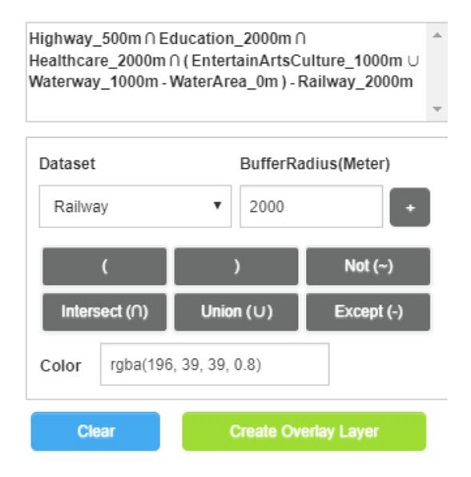 Highway_500m ∩ Education_2000m ∩
Healthcare_2000m ∩ ( EntertainArtsCulture_1000m ∪
Waterway_1000m - WaterArea_0m ) - Railway_2000m
Dataset BufferRadius(Meter)
Railway 2000 +
( ) Not (~)
Intersect (∩) Union (∪) Except (-)
Color rgba(196, 39, 39, 0.8)
Clear Create Overlay Layer